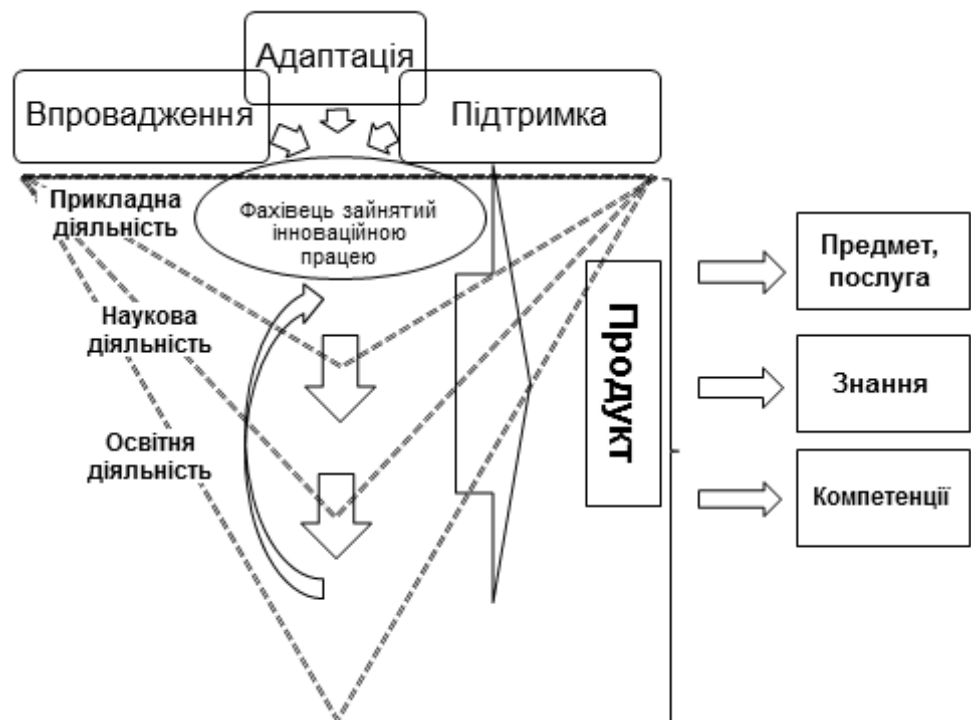 Адаптація
Впровадження
Підтримка
Прикладна
діяльність
Фахівець зайнятий
інноваційною
працею
Наукова
діяльність
Освітня
діяльність
Продукт
Предмет,
послуга
Знання
Компетенції